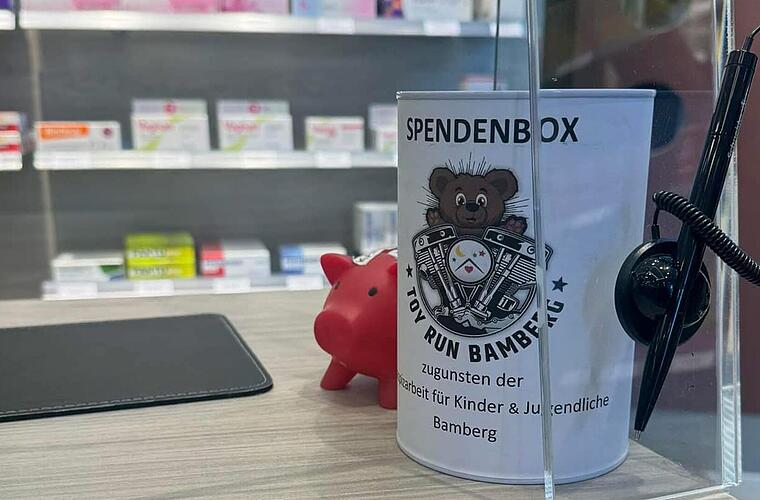 SPENDENBOX
TOY RUN BAMBERG
zugunsten der
für Kinder & Jugendliche
Bamberg